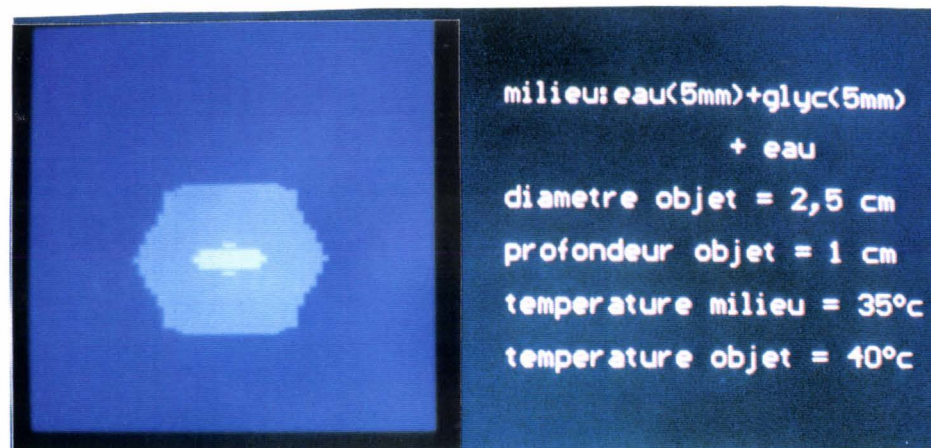 milieu:eau(5mm)+glyc(5mm)
+ eau
diametre objet = 2,5 cm
profondeur objet = 1 cm
temperature milieu = 35°c
temperature objet = 40°c